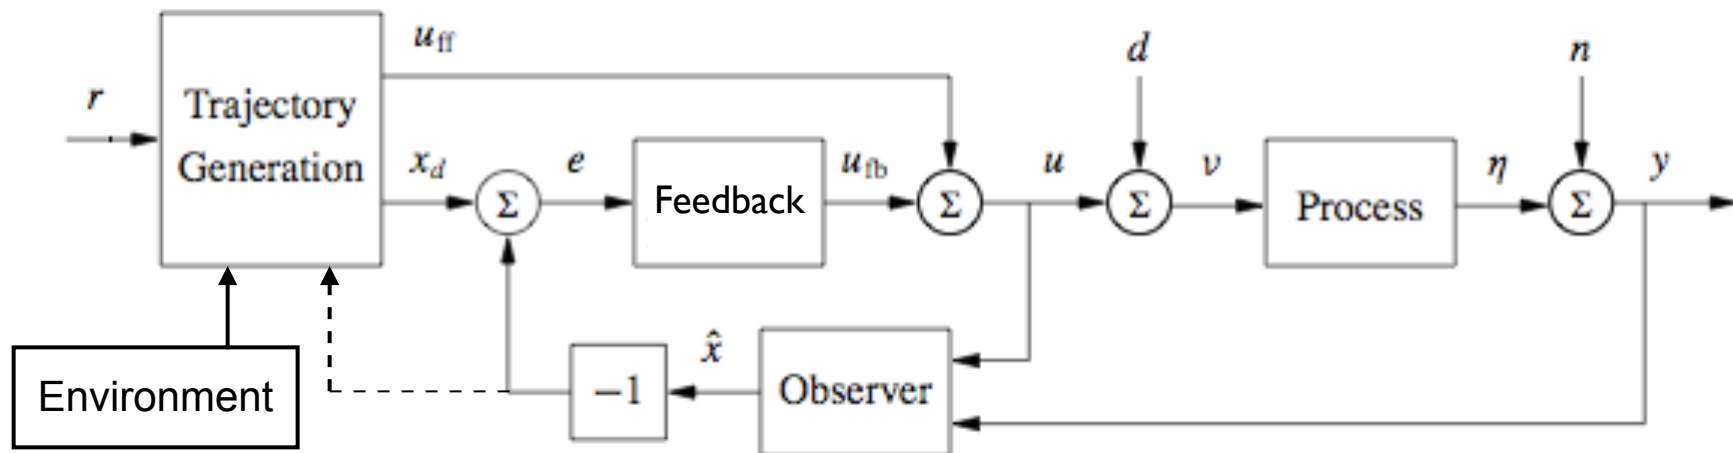 r
Trajectory
Generation
u_ff
x_d
Σ
e
Feedback
u_fb
Σ
u
d
Σ
ν
Process
η
n
Σ
y
Environment
−1
x̂
Observer